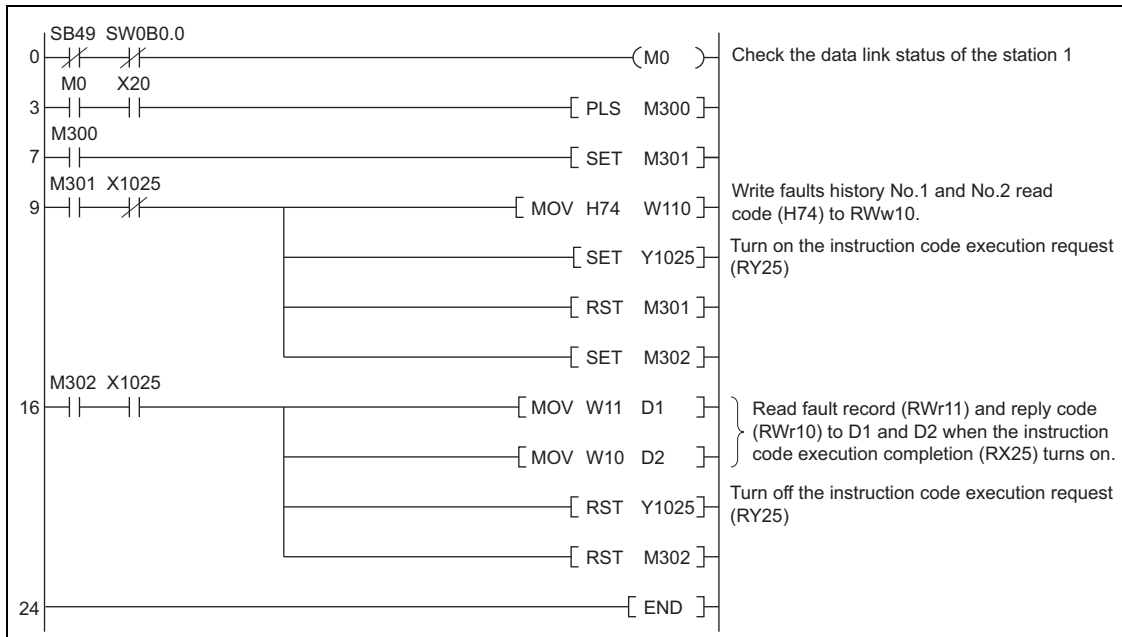 SB49 SW0B0.0
0 M0 Check the data link status of the station 1
M0 X20
3 PLS M300
M300
7 SET M301
M301 X1025
9 MOV H74 W110 Write faults history No.1 and No.2 read
code (H74) to RWw10.
SET Y1025 Turn on the instruction code execution request
(RY25)
RST M301
SET M302
M302 X1025
16 MOV W11 D1 Read fault record (RWr11) and reply code
(RWr10) to D1 and D2 when the instruction
MOV W10 D2 code execution completion (RX25) turns on.
RST Y1025 Turn off the instruction code execution request
(RY25)
RST M302
24 END